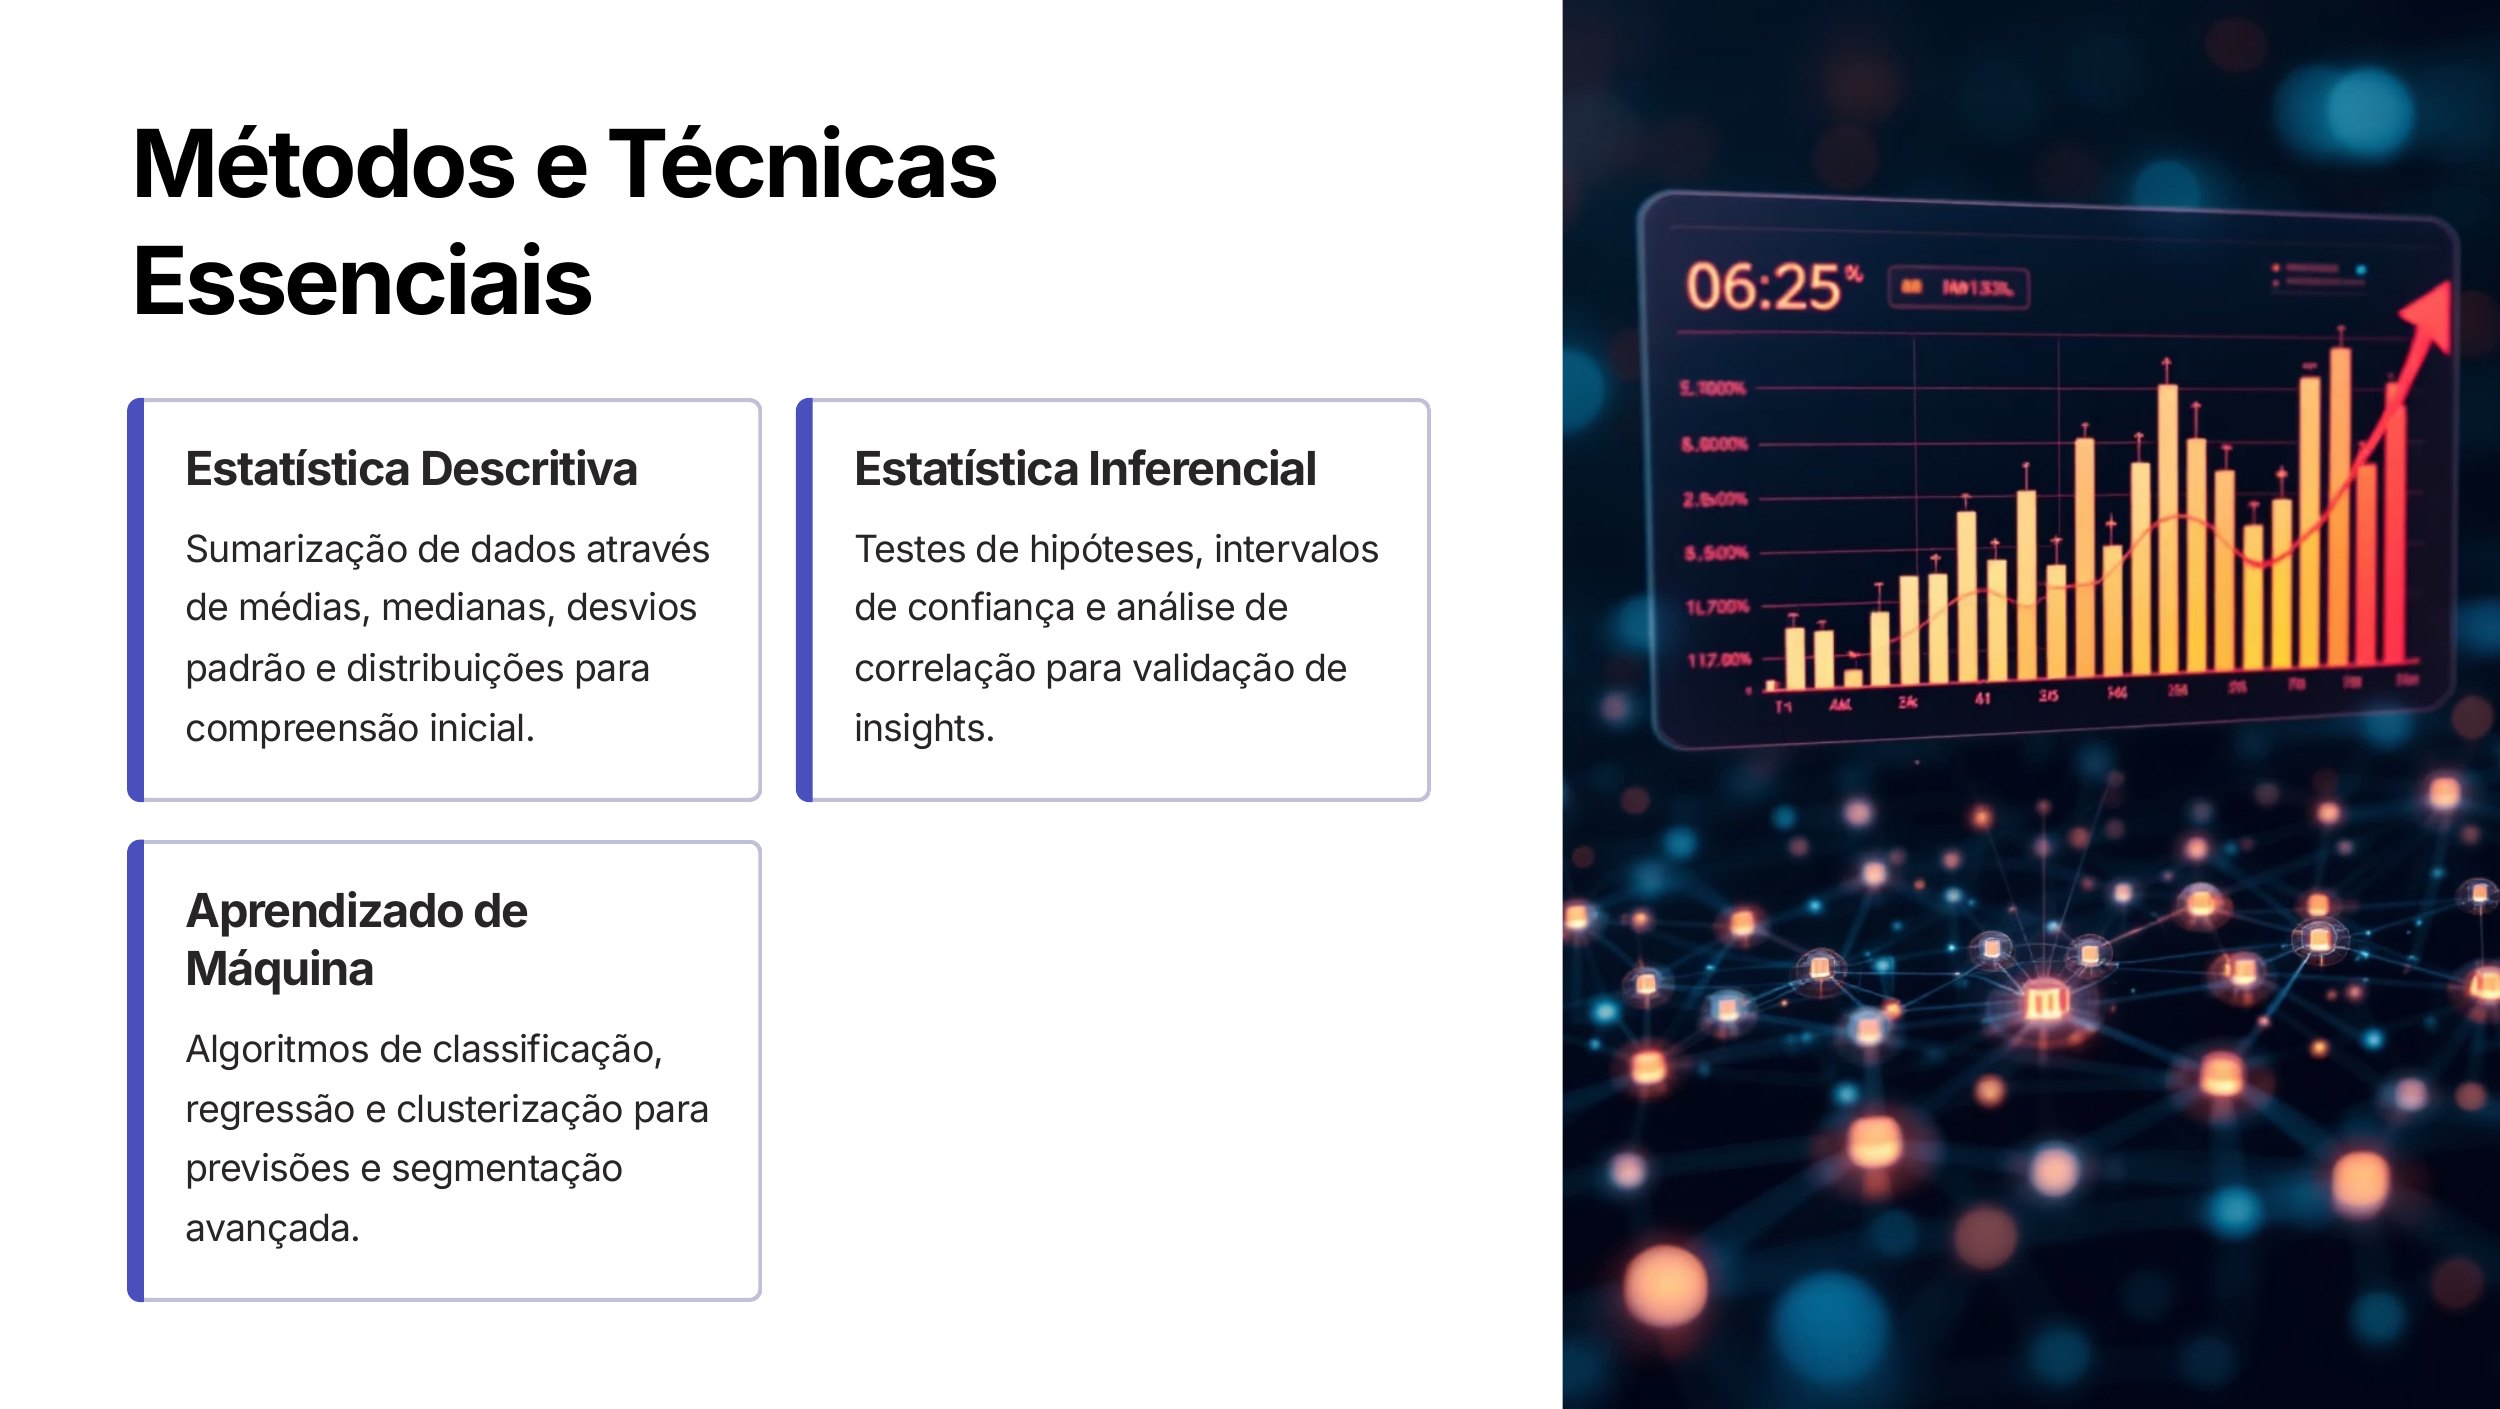 Métodos e Técnicas
Essenciais
Estatística Descritiva
Sumarização de dados através
de médias, medianas, desvios
padrão e distribuições para
compreensão inicial.
Estatística Inferencial
Testes de hipóteses, intervalos
de confiança e análise de
correlação para validação de
insights.
Aprendizado de
Máquina
Algoritmos de classificação,
regressão e clusterização para
previsões e segmentação
avançada.
06:25%